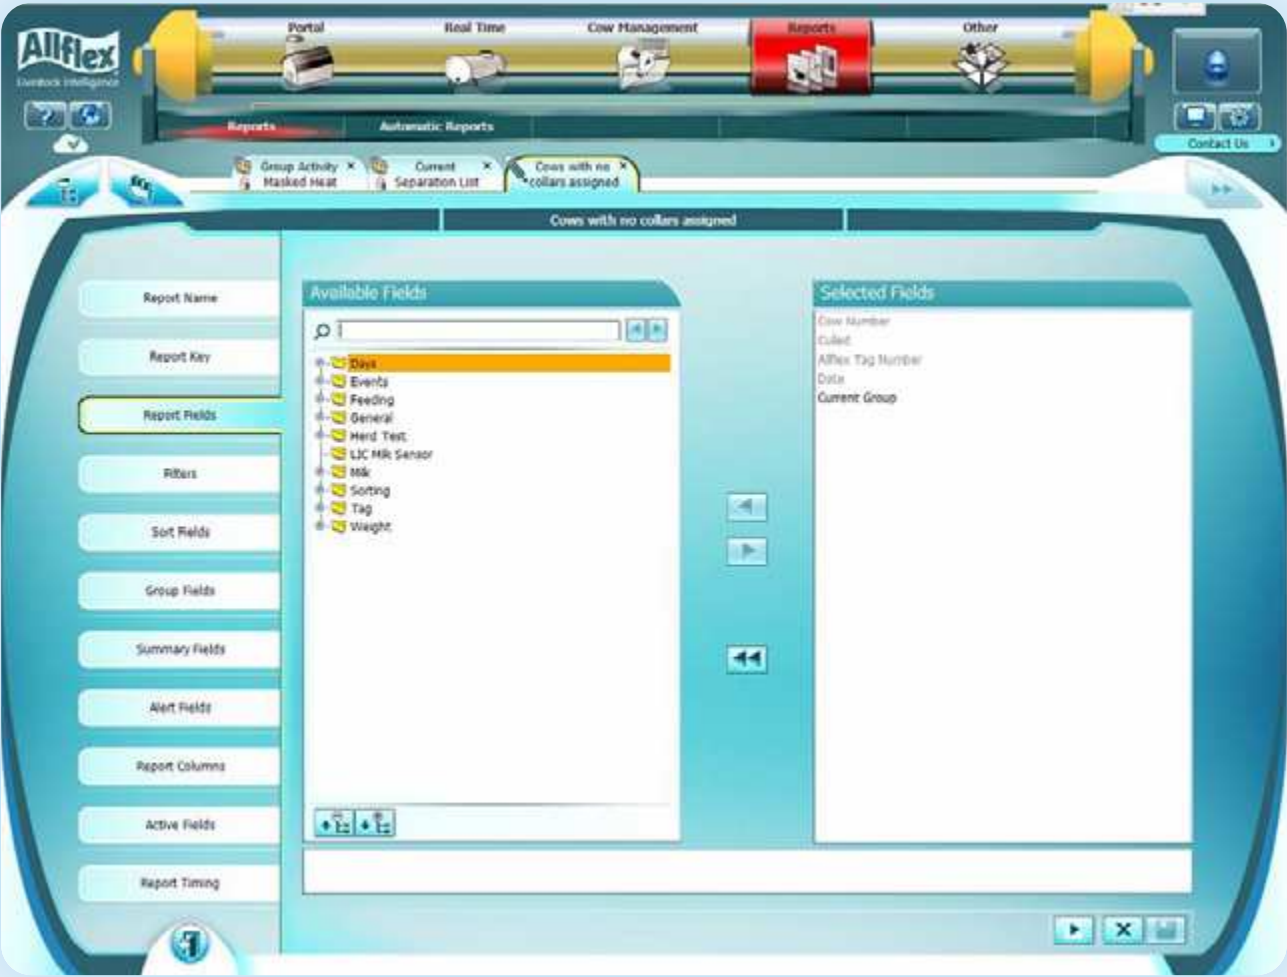 Allflex
Livestock Intelligence
Portal
Real Time
Cow Management
Reports
Other
Reports
Automatic Reports
Contact Us
Group Activity
Masked Heat
Current
Separation List
Cows with no
collars assigned
Cows with no collars assigned
Report Name
Report Key
Report Fields
Filters
Sort Fields
Group Fields
Summary Fields
Alert Fields
Report Columns
Active Fields
Report Timing
Available Fields
Days
Events
Feeding
General
Herd Test
LIC Milk Sensor
Milk
Sorting
Tag
Weight
Selected Fields
Cow Number
Culled
Allflex Tag Number
Current Group